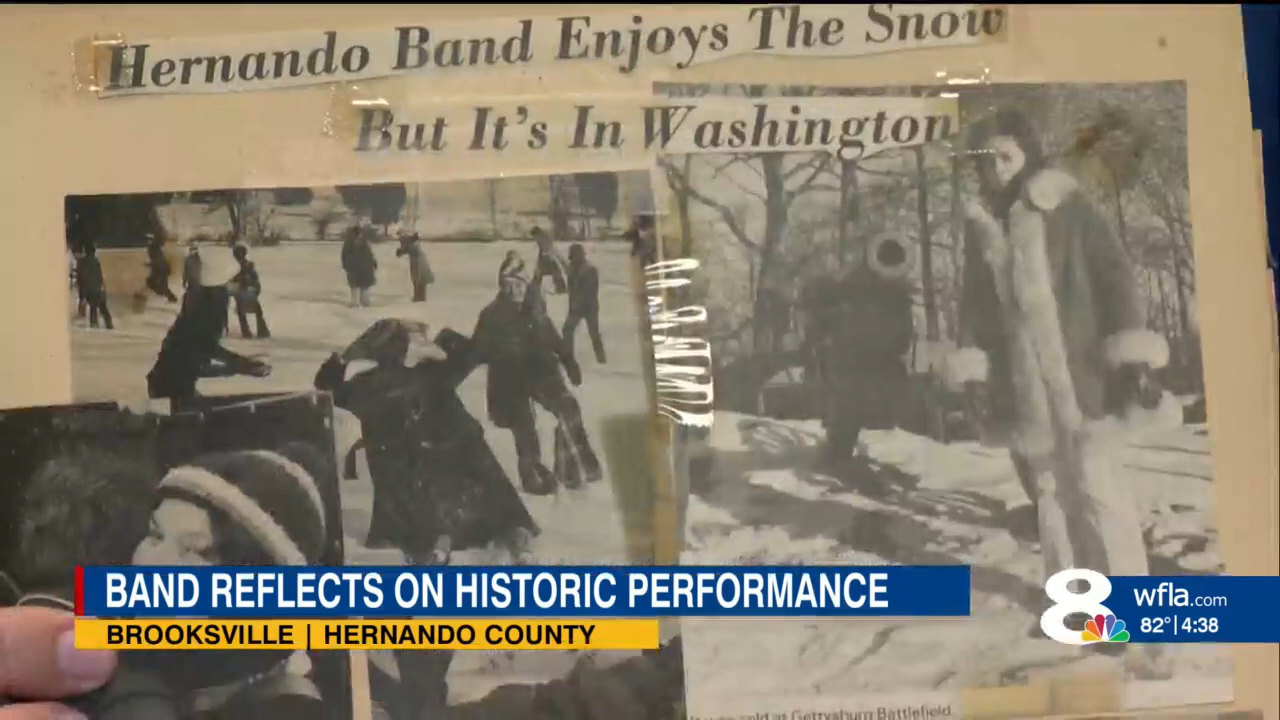 Hernando Band Enjoys The Snow
But It's In Washington
BAND REFLECTS ON HISTORIC PERFORMANCE
BROOKSVILLE | HERNANDO COUNTY
8
wfla.com
82° | 4:38
at Gettysburg Battlefield.